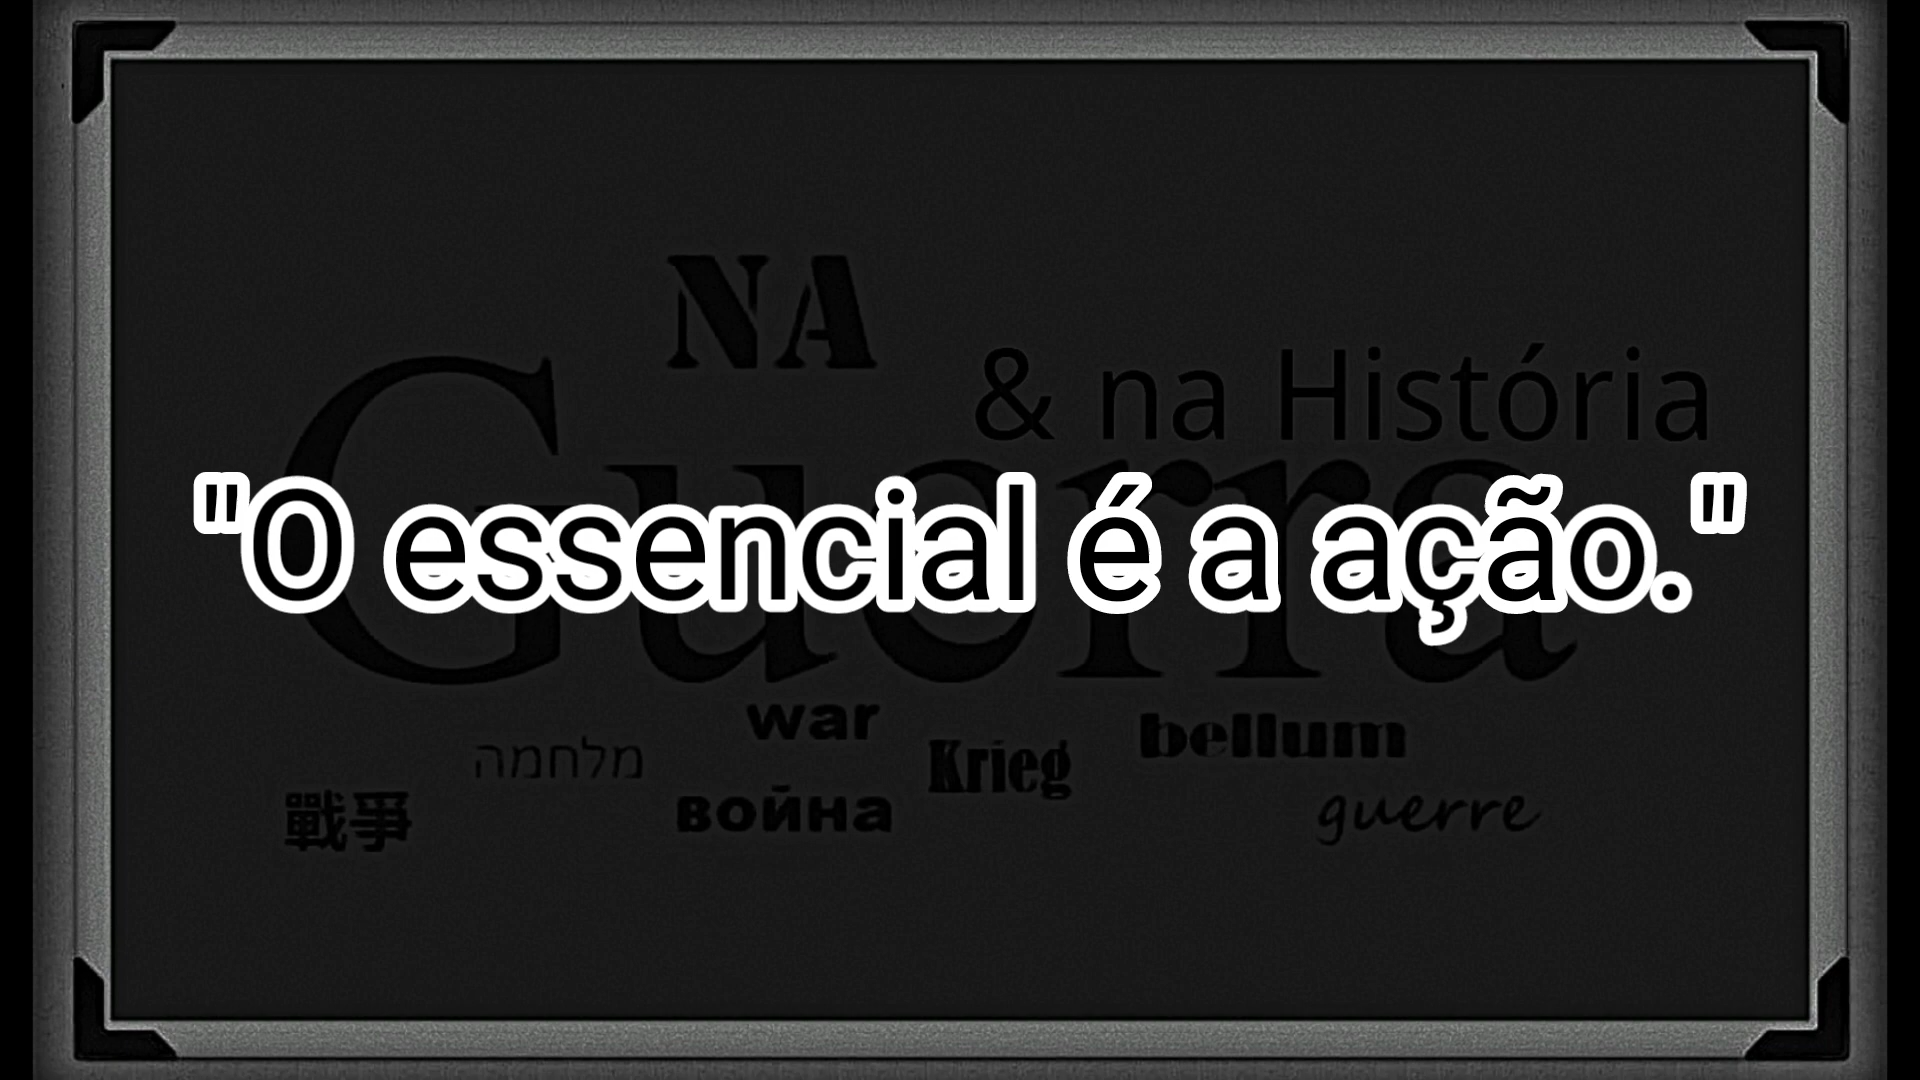 NA
& na História
Guerra
"O essencial é a ação."
war
bellum
מלחמה
Krieg
戰爭
война
guerre